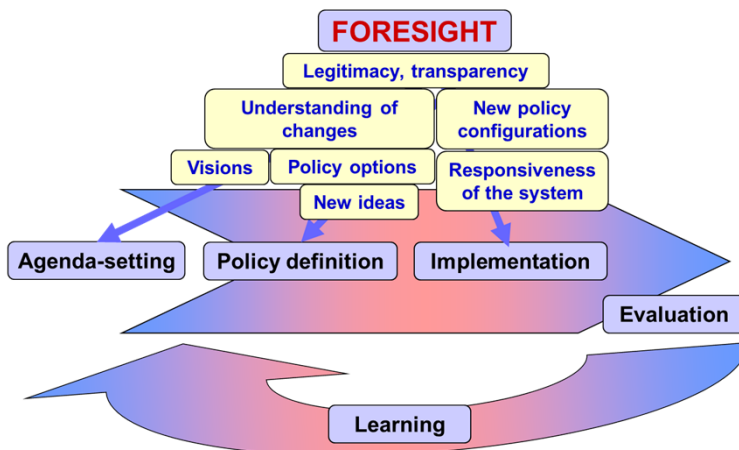 FORESIGHT
Legitimacy, transparency
Understanding of
changes
New policy
configurations
Visions
Policy options
Responsiveness
of the system
New ideas
Agenda-setting
Policy definition
Implementation
Evaluation
Learning